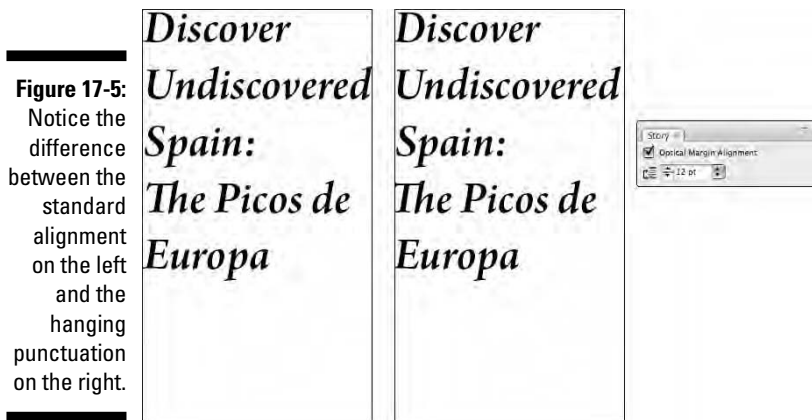 Figure 17-5:
Notice the
difference
between the
standard
alignment
on the left
and the
hanging
punctuation
on the right.
Discover
Undiscovered
Spain:
The Picos de
Europa
Discover
Undiscovered
Spain:
The Picos de
Europa
Story
Optical Margin Alignment
12 pt